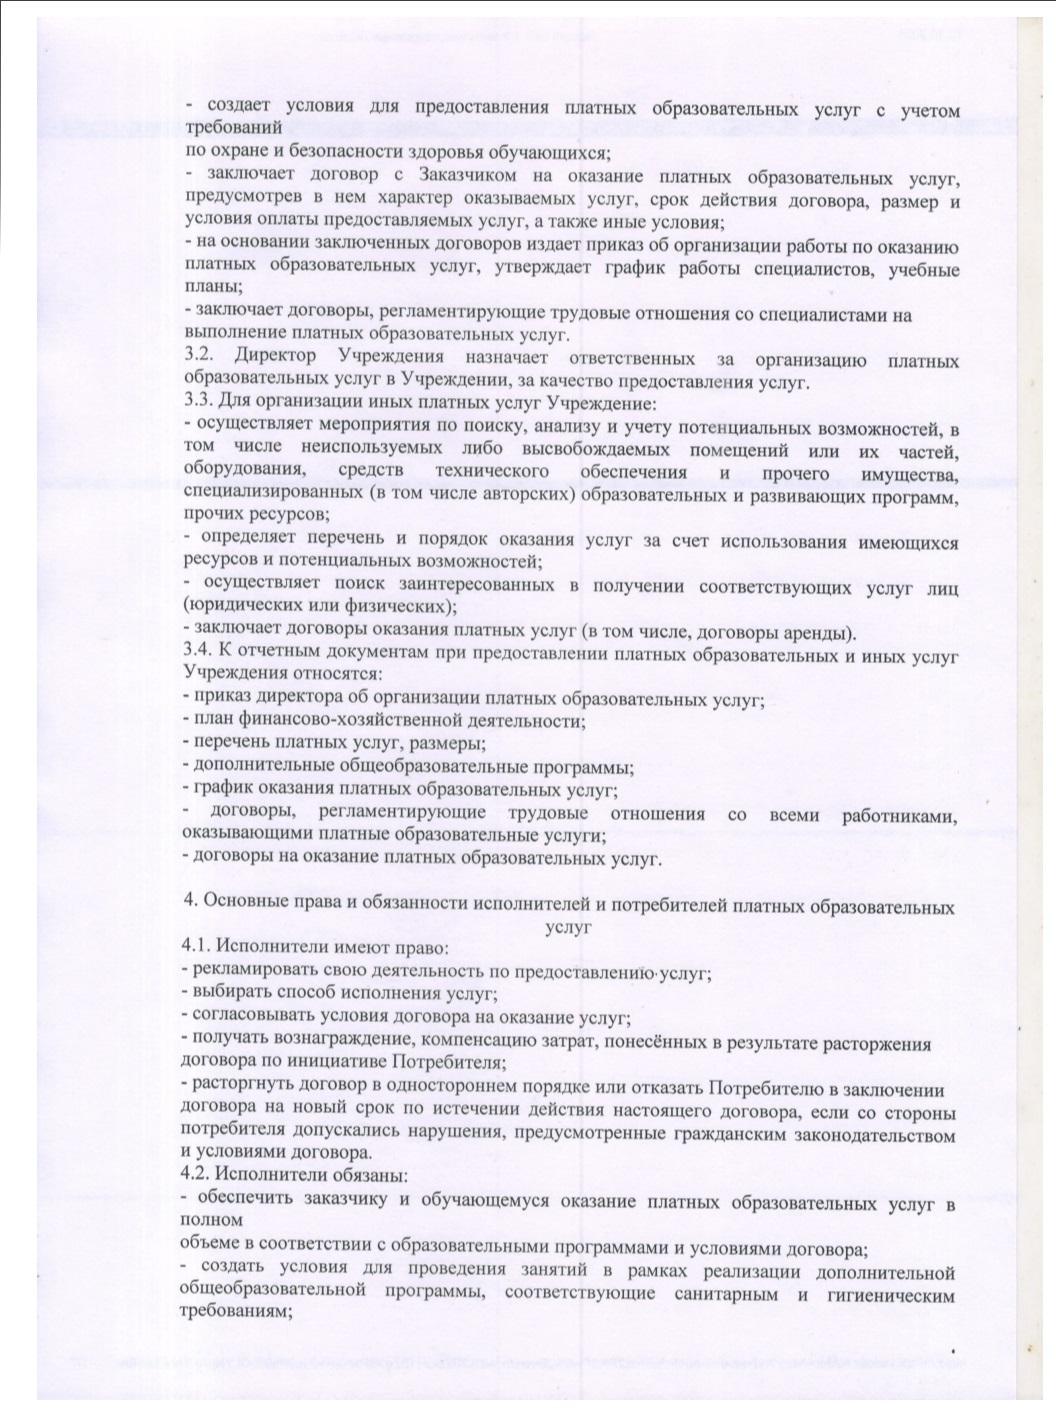 - создает условия для предоставления платных образовательных услуг с учетом
требований
по охране и безопасности здоровья обучающихся;
- заключает договор с Заказчиком на оказание платных образовательных услуг,
предусмотрев в нем характер оказываемых услуг, срок действия договора, размер и
условия оплаты предоставляемых услуг, а также иные условия;
- на основании заключенных договоров издает приказ об организации работы по оказанию
платных образовательных услуг, утверждает график работы специалистов, учебные
планы;
- заключает договоры, регламентирующие трудовые отношения со специалистами на
выполнение платных образовательных услуг.
3.2. Директор Учреждения назначает ответственных за организацию платных
образовательных услуг в Учреждении, за качество предоставления услуг.
3.3. Для организации иных платных услуг Учреждение:
- осуществляет мероприятия по поиску, анализу и учету потенциальных возможностей, в
том числе неиспользуемых либо высвобождаемых помещений или их частей,
оборудования, средств технического обеспечения и прочего имущества,
специализированных (в том числе авторских) образовательных и развивающих программ,
прочих ресурсов;
- определяет перечень и порядок оказания услуг за счет использования имеющихся
ресурсов и потенциальных возможностей;
- осуществляет поиск заинтересованных в получении соответствующих услуг лиц
(юридических или физических);
- заключает договоры оказания платных услуг (в том числе, договоры аренды).
3.4. К отчетным документам при предоставлении платных образовательных и иных услуг
Учреждения относятся:
- приказ директора об организации платных образовательных услуг;
- план финансово-хозяйственной деятельности;
- перечень платных услуг, размеры;
- дополнительные общеобразовательные программы;
- график оказания платных образовательных услуг;
- договоры, регламентирующие трудовые отношения со всеми работниками,
оказывающими платные образовательные услуги;
- договоры на оказание платных образовательных услуг.
4. Основные права и обязанности исполнителей и потребителей платных образовательных
услуг
4.1. Исполнители имеют право:
- рекламировать свою деятельность по предоставлению услуг;
- выбирать способ исполнения услуг;
- согласовывать условия договора на оказание услуг;
- получать вознаграждение, компенсацию затрат, понесённых в результате расторжения
договора по инициативе Потребителя;
- расторгнуть договор в одностороннем порядке или отказать Потребителю в заключении
договора на новый срок по истечении действия настоящего договора, если со стороны
потребителя допускались нарушения, предусмотренные гражданским законодательством
и условиями договора.
4.2. Исполнители обязаны:
- обеспечить заказчику и обучающемуся оказание платных образовательных услуг в
полном
объеме в соответствии с образовательными программами и условиями договора;
- создать условия для проведения занятий в рамках реализации дополнительной
общеобразовательной программы, соответствующие санитарным и гигиеническим
требованиям;